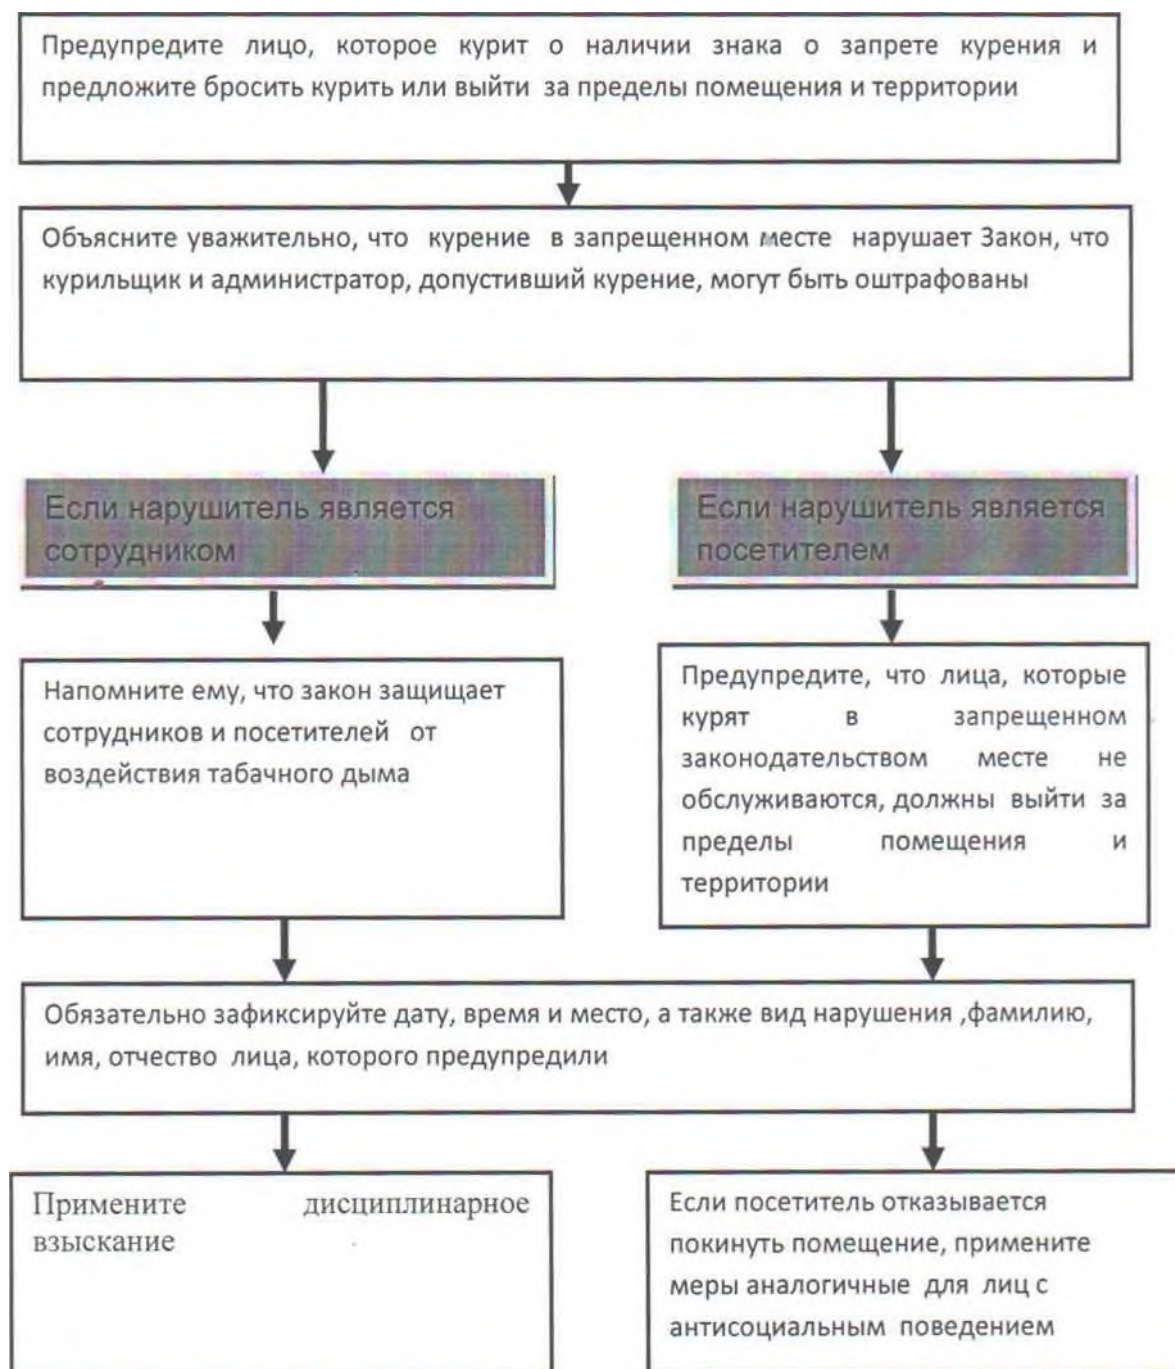 Предупредите лицо, которое курит о наличии знака о запрете курения и
предложите бросить курить или выйти за пределы помещения и территории
Объясните уважительно, что курение в запрещенном месте нарушает Закон, что
курильщик и администратор, допустивший курение, могут быть оштрафованы
Если нарушитель является
сотрудником
Если нарушитель является
посетителем
Напомните ему, что закон защищает
сотрудников и посетителей от
воздействия табачного дыма
Предупредите, что лица, которые
курят в запрещенном
законодательством месте не
обслуживаются, должны выйти за
пределы помещения и
территории
Обязательно зафиксируйте дату, время и место, а также вид нарушения ,фамилию,
имя, отчество лица, которого предупредили
Примените дисциплинарное
взыскание
Если посетитель отказывается
покинуть помещение, примените
меры аналогичные для лиц с
антисоциальным поведением